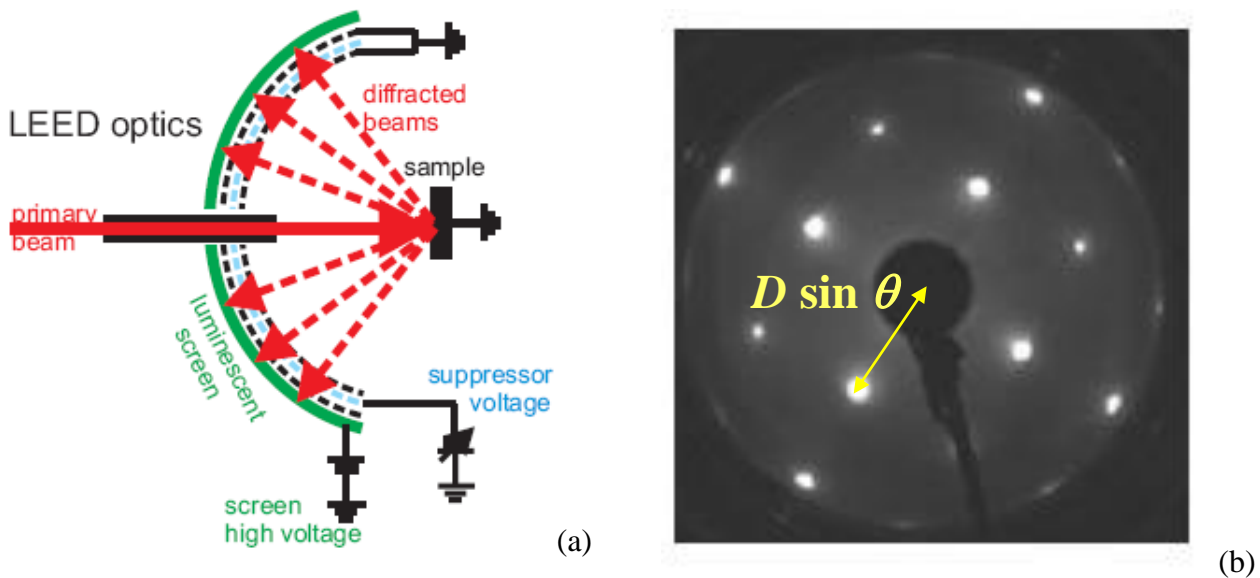 LEED optics
diffracted
beams
sample
primary
beam
luminescent
screen
suppressor
voltage
screen
high voltage
(a)
D sin θ
(b)